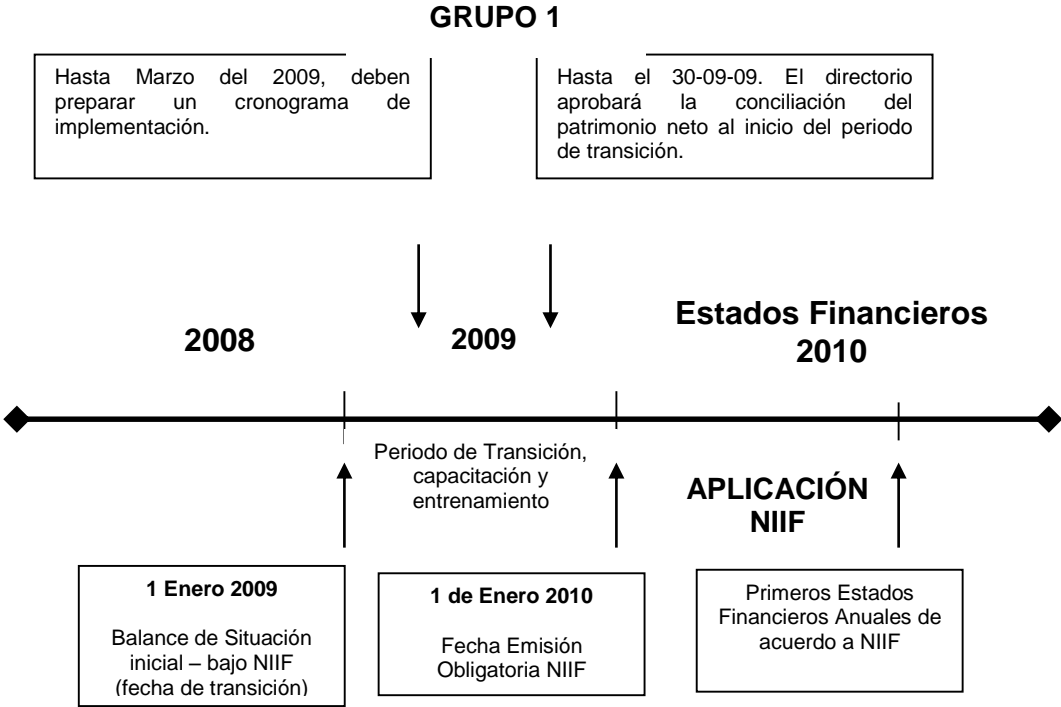 GRUPO 1
Hasta Marzo del 2009, deben
preparar un cronograma de
implementación.
Hasta el 30-09-09. El directorio
aprobará la conciliación del
patrimonio neto al inicio del periodo
de transición.
2008
2009
Estados Financieros
2010
Periodo de Transición,
capacitación y
entrenamiento
APLICACIÓN
NIIF
1 Enero 2009
Balance de Situación
inicial – bajo NIIF
(fecha de transición)
1 de Enero 2010
Fecha Emisión
Obligatoria NIIF
Primeros Estados
Financieros Anuales de
acuerdo a NIIF